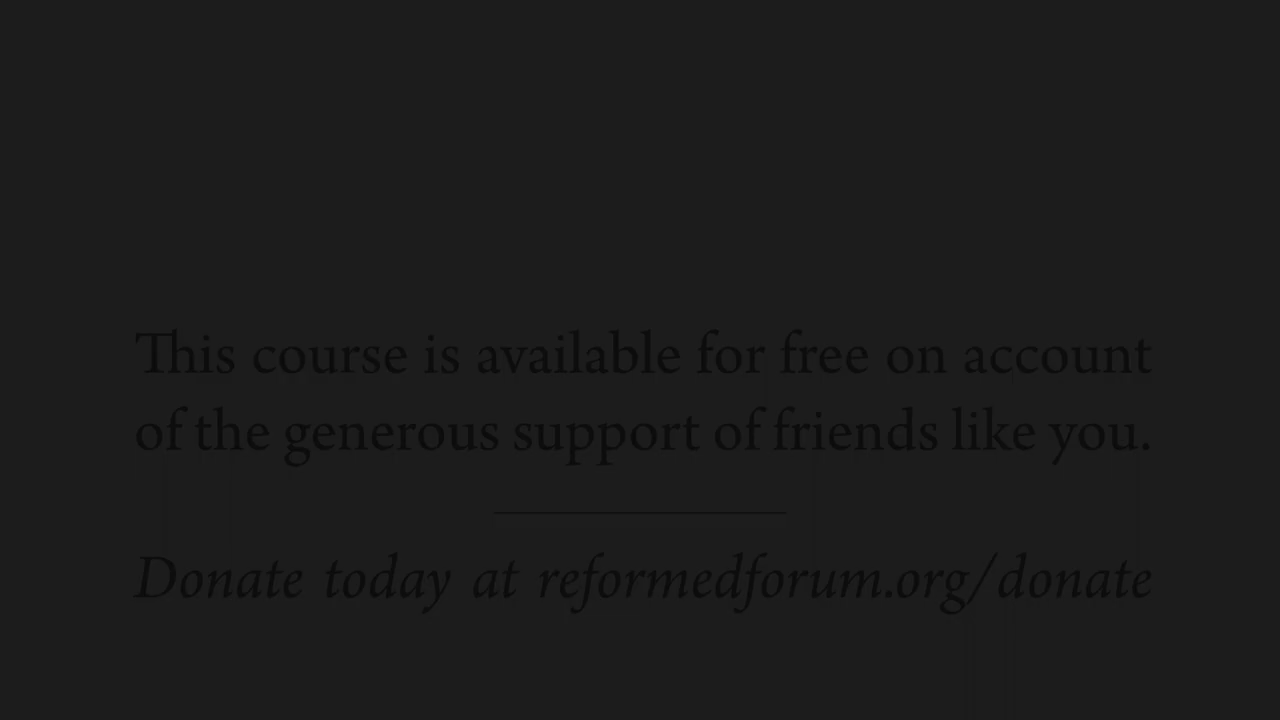 This course is available for free on account
of the generous support of friends like you.
Donate today at reformedforum.org/donate